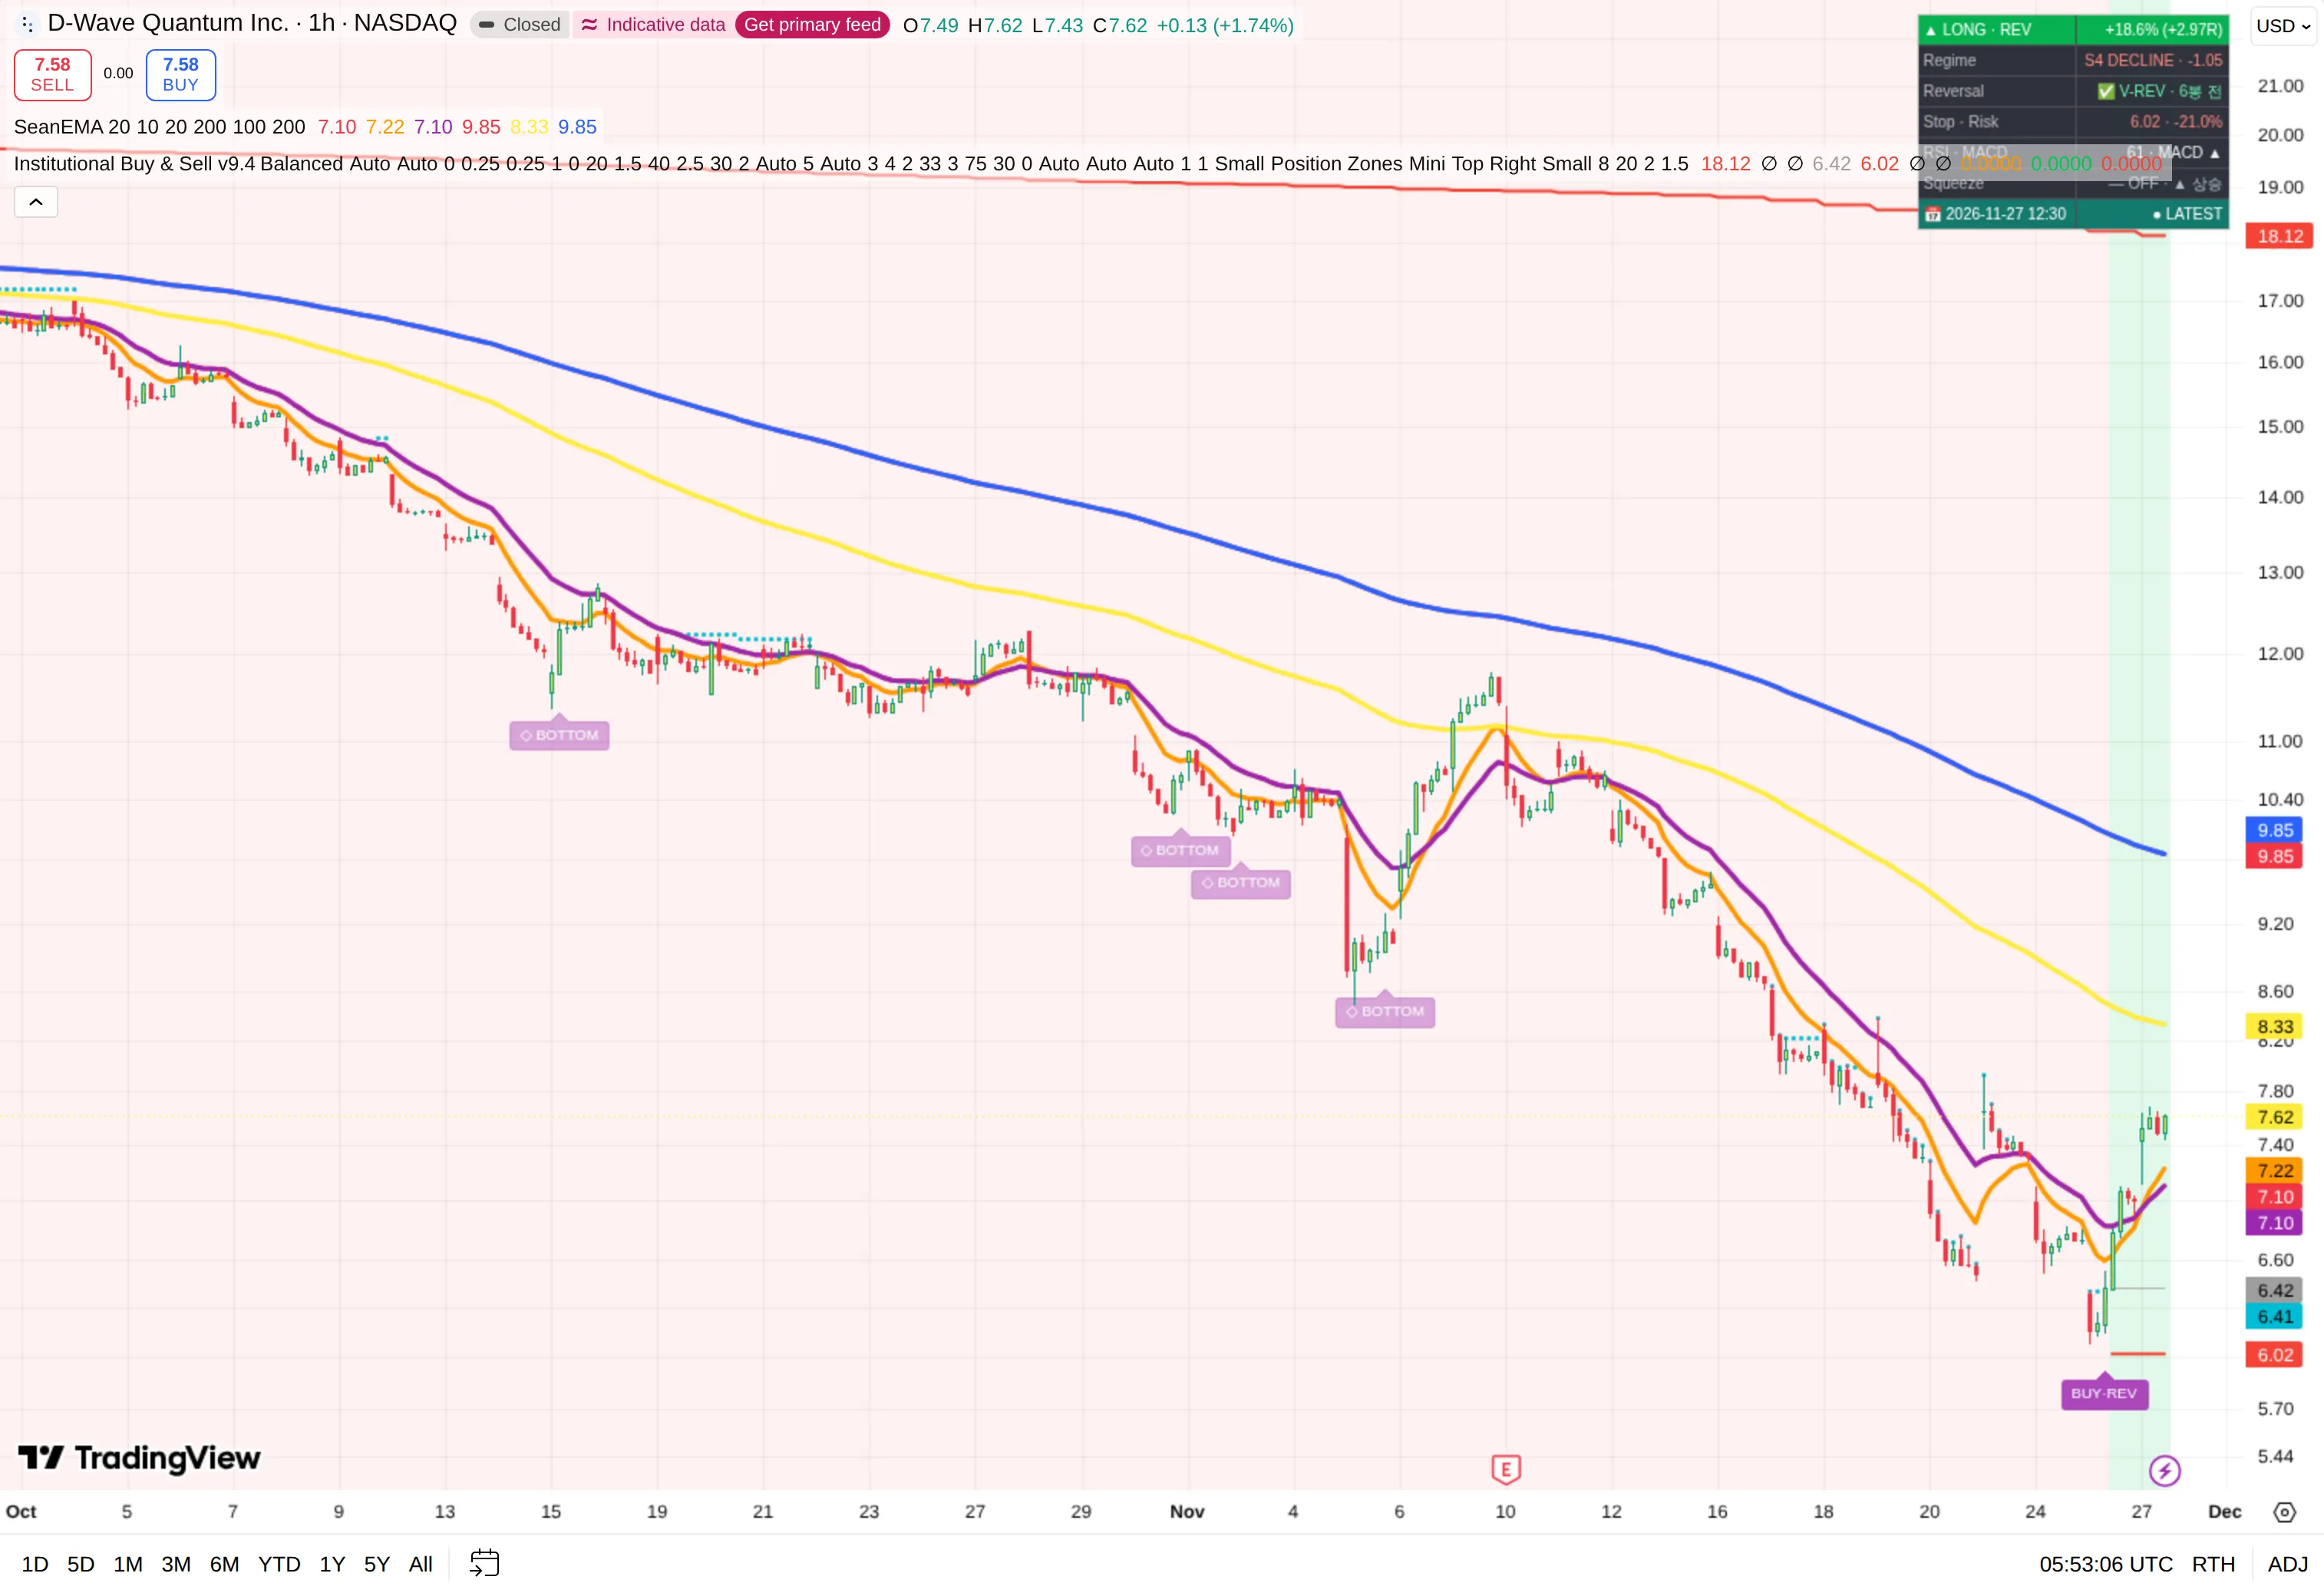 D-Wave Quantum Inc. · 1h · NASDAQ Closed Indicative data Get primary feed O7.49 H7.62 L7.43 C7.62 +0.13 (+1.74%)
7.58 SELL 0.00 7.58 BUY
SeanEMA 20 10 20 200 100 200 7.10 7.22 7.10 9.85 8.33 9.85
Institutional Buy & Sell v9.4 Balanced Auto Auto 0 0.25 0.25 1 0 20 1.5 40 2.5 30 2 Auto 5 Auto 3 4 2 33 3 75 30 0 Auto Auto Auto 1 1 Small Position Zones Mini Top Right Small 8 20 2 1.5 18.12 ∅ ∅ 6.42 6.02 ∅ ∅ 0.0000 0.0000 0.0000
▲ LONG · REV +18.6% (+2.97R)
Regime S4 DECLINE · -1.05
Reversal ✅ V-REV · 6봉 전
Stop · Risk 6.02 · -21.0%
RSI · MACD 61 · MACD ▲
Squeeze — OFF · ▲ 상승
📅 2026-11-27 12:30 ● LATEST
USD
21.00
20.00
19.00
18.12
17.00
16.00
15.00
14.00
13.00
12.00
11.00
10.40
9.85
9.85
9.20
8.60
8.33
8.20
7.80
7.62
7.40
7.22
7.10
7.10
6.60
6.42
6.41
6.02
5.70
5.44
◇ BOTTOM
◇ BOTTOM
◇ BOTTOM
◇ BOTTOM
BUY·REV
TradingView
E
Oct 5 7 9 13 15 19 21 23 27 29 Nov 4 6 10 12 16 18 20 24 27 Dec
1D 5D 1M 3M 6M YTD 1Y 5Y All 05:53:06 UTC RTH ADJ